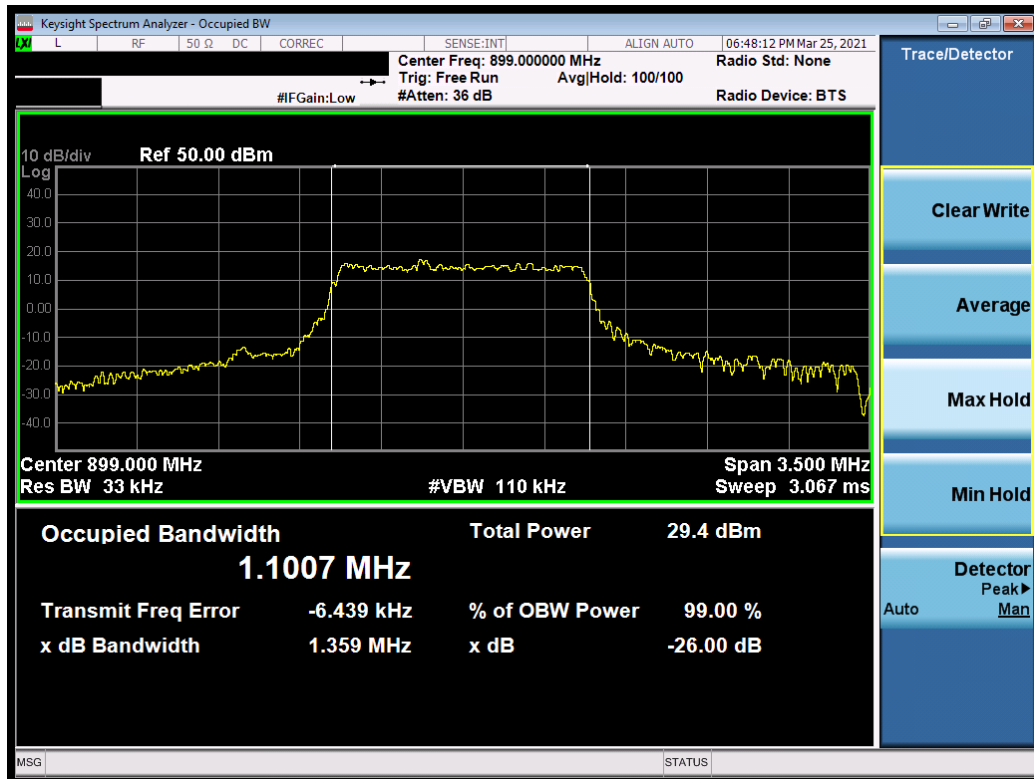 Keysight Spectrum Analyzer - Occupied BW
LXI L RF 50 Ω DC CORREC SENSE:INT ALIGN AUTO 06:48:12 PM Mar 25, 2021
Center Freq: 899.000000 MHz Radio Std: None
Trig: Free Run Avg|Hold: 100/100
#IFGain:Low #Atten: 36 dB Radio Device: BTS
Trace/Detector
10 dB/div Ref 50.00 dBm
Log
40.0
30.0
20.0
10.0
0.00
-10.0
-20.0
-30.0
-40.0
Center 899.000 MHz Span 3.500 MHz
Res BW 33 kHz #VBW 110 kHz Sweep 3.067 ms
Occupied Bandwidth Total Power 29.4 dBm
1.1007 MHz
Transmit Freq Error -6.439 kHz % of OBW Power 99.00 %
x dB Bandwidth 1.359 MHz x dB -26.00 dB
Clear Write
Average
Max Hold
Min Hold
Detector
Peak▶
Auto Man
MSG STATUS